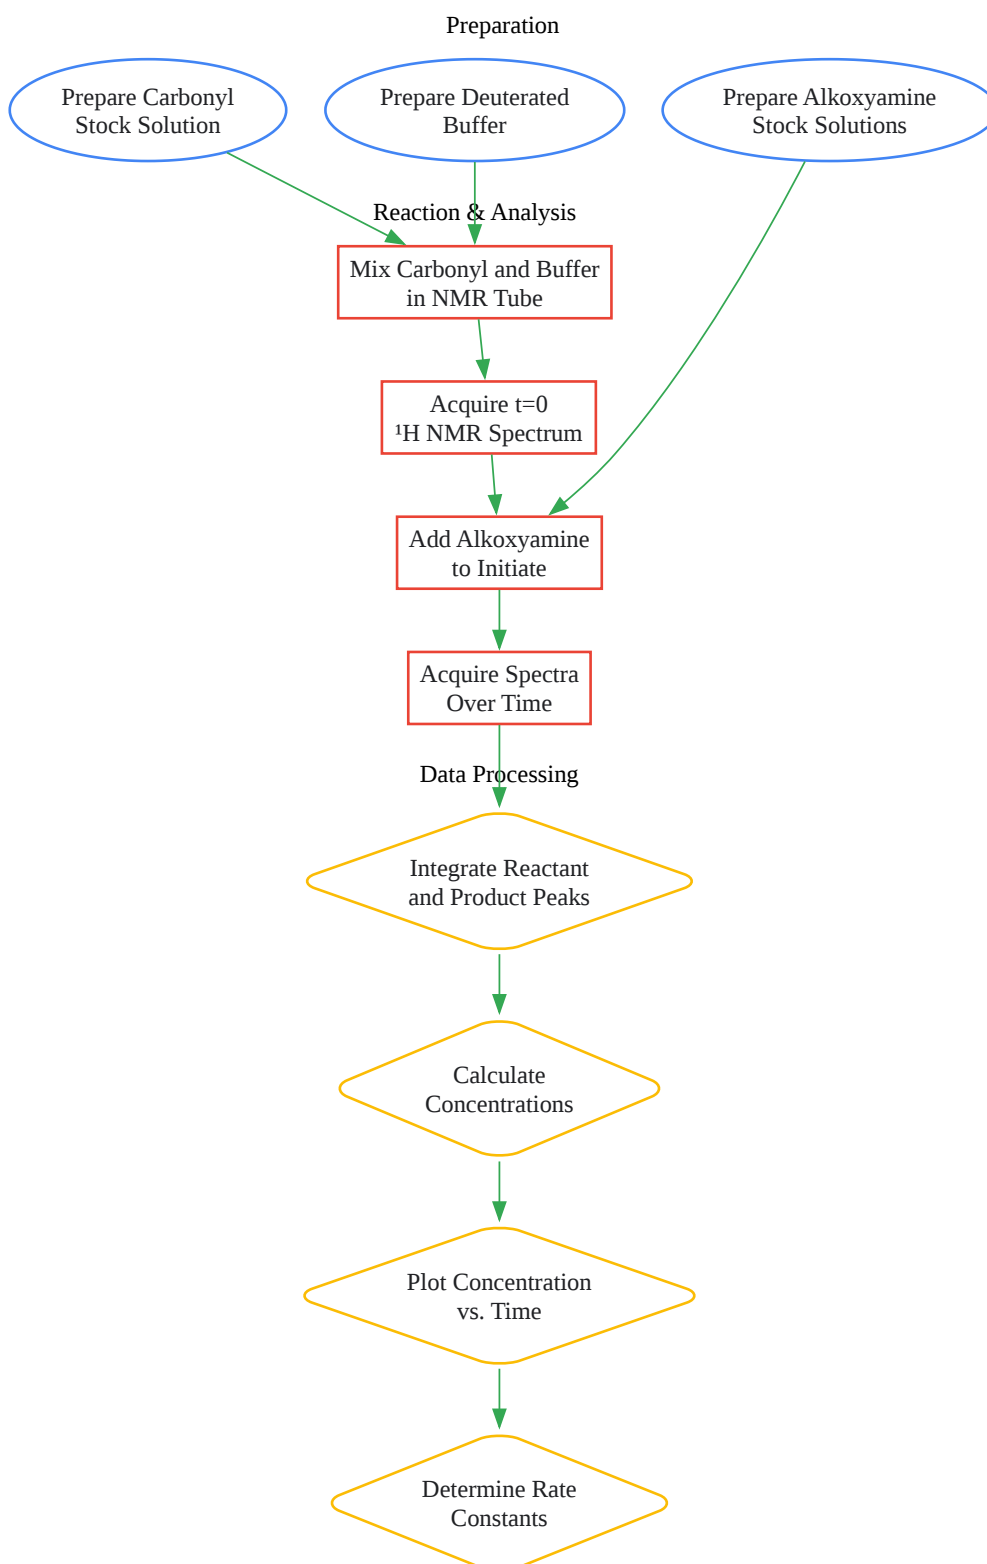 Preparation
Prepare Carbonyl
Stock Solution
Prepare Deuterated
Buffer
Prepare Alkoxyamine
Stock Solutions
Reaction & Analysis
Mix Carbonyl and Buffer
in NMR Tube
Acquire t=0
¹H NMR Spectrum
Add Alkoxyamine
to Initiate
Acquire Spectra
Over Time
Data Processing
Integrate Reactant
and Product Peaks
Calculate
Concentrations
Plot Concentration
vs. Time
Determine Rate
Constants